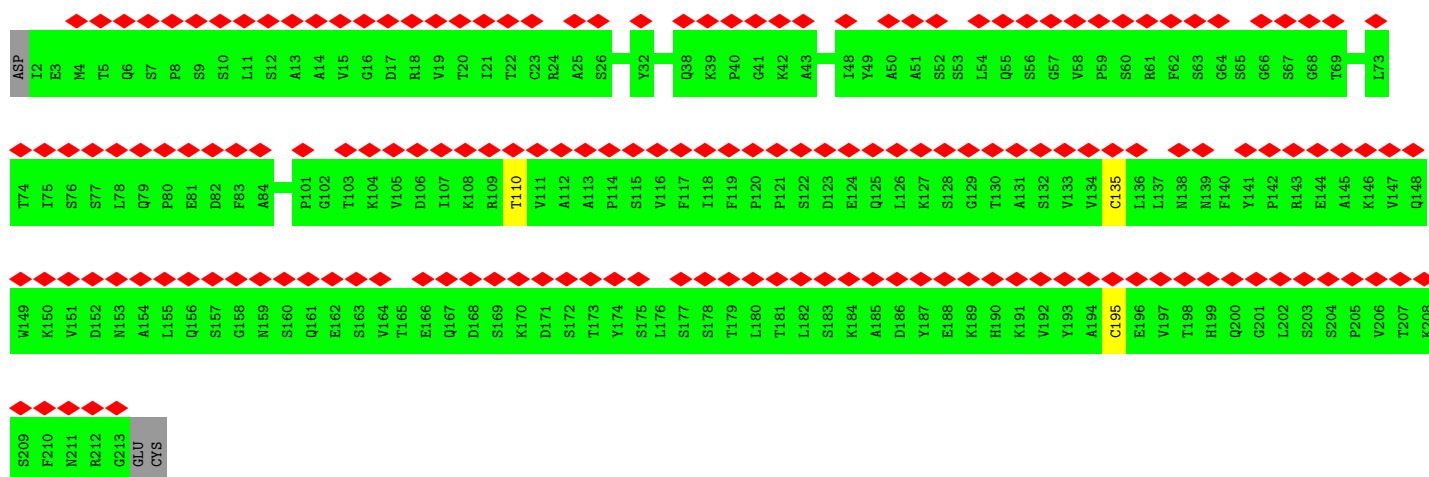 ASP I2 E3 M4 T5 Q6 S7 P8 S9 S10 L11 S12 A13 A14 V15 G16 D17 R18 V19 T20 I21 T22 C23 R24 A25 S26 Y32 Q38 K39 P40 G41 K42 A43 I48 Y49 A50 A51 S52 S53 L54 Q55 S56 G57 V58 P59 S60 R61 F62 S63 G64 S65 G66 S67 G68 T69 L73
T74 I75 S76 S77 L78 Q79 P80 E81 D82 F83 A84 P101 G102 T103 K104 V105 D106 I107 K108 R109 T110 V111 A112 A113 P114 S115 V116 F117 I118 F119 P120 P121 S122 D123 E124 Q125 L126 K127 S128 G129 T130 A131 S132 V133 V134 C135 L136 L137 N138 N139 F140 Y141 P142 R143 E144 A145 K146 V147 Q148
W149 K150 V151 D152 N153 A154 L155 Q156 S157 G158 N159 S160 Q161 E162 S163 V164 T165 E166 Q167 D168 S169 K170 D171 S172 T173 Y174 S175 L176 S177 S178 T179 L180 T181 L182 S183 K184 A185 D186 Y187 E188 K189 H190 K191 V192 Y193 A194 C195 E196 V197 T198 H199 Q200 G201 L202 S203 S204 P205 V206 T207 K208
S209 F210 N211 R212 G213 GLU CYS